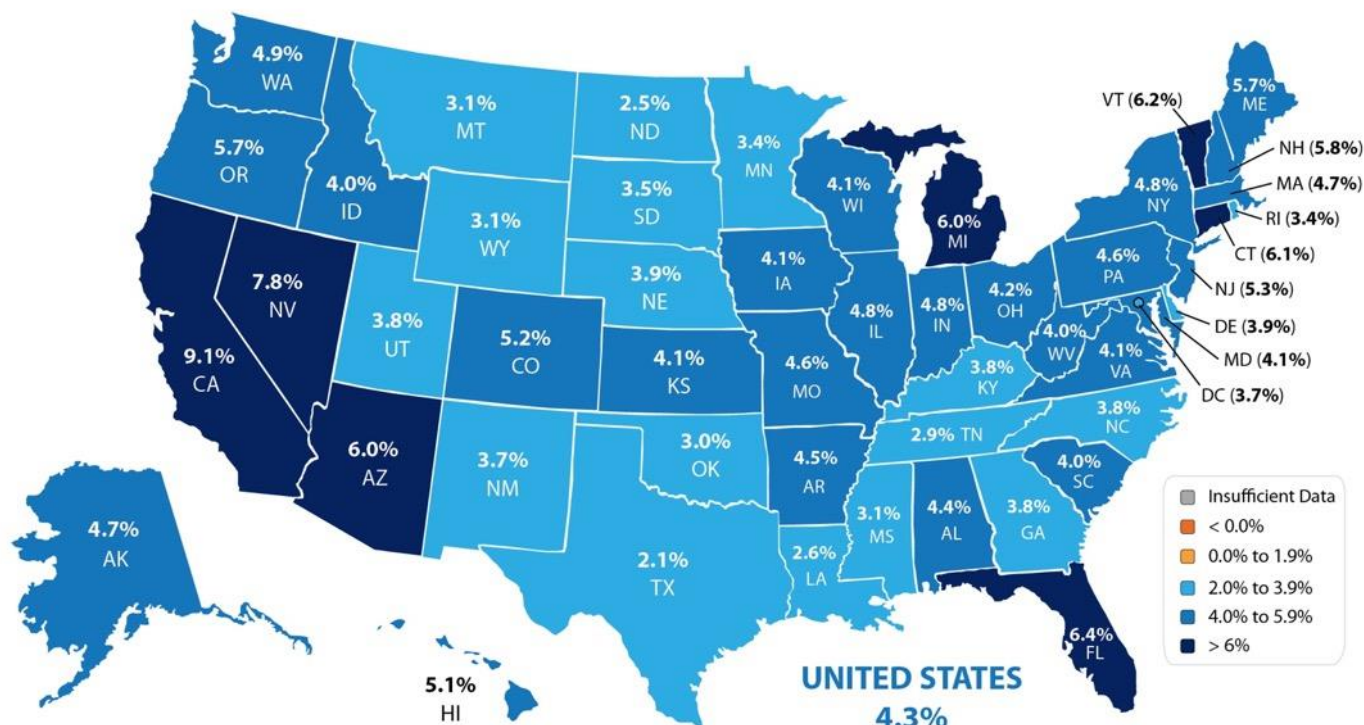 4.9%
WA
5.7%
OR
4.0%
ID
3.1%
MT
2.5%
ND
3.4%
MN
3.5%
SD
3.1%
WY
4.1%
WI
6.0%
MI
4.8%
NY
5.7%
ME
VT (6.2%)
NH (5.8%)
MA (4.7%)
RI (3.4%)
CT (6.1%)
NJ (5.3%)
DE (3.9%)
MD (4.1%)
DC (3.7%)
9.1%
CA
7.8%
NV
3.8%
UT
5.2%
CO
3.9%
NE
4.1%
KS
4.1%
IA
4.6%
MO
4.8%
IL
4.8%
IN
4.2%
OH
4.6%
PA
4.0%
WV
4.1%
VA
3.8%
KY
2.9% TN
3.8%
NC
4.0%
SC
6.0%
AZ
3.7%
NM
3.0%
OK
4.5%
AR
2.1%
TX
2.6%
LA
3.1%
MS
4.4%
AL
3.8%
GA
6.4%
FL
4.7%
AK
5.1%
HI
Insufficient Data
< 0.0%
0.0% to 1.9%
2.0% to 3.9%
4.0% to 5.9%
> 6%
UNITED STATES
4.3%